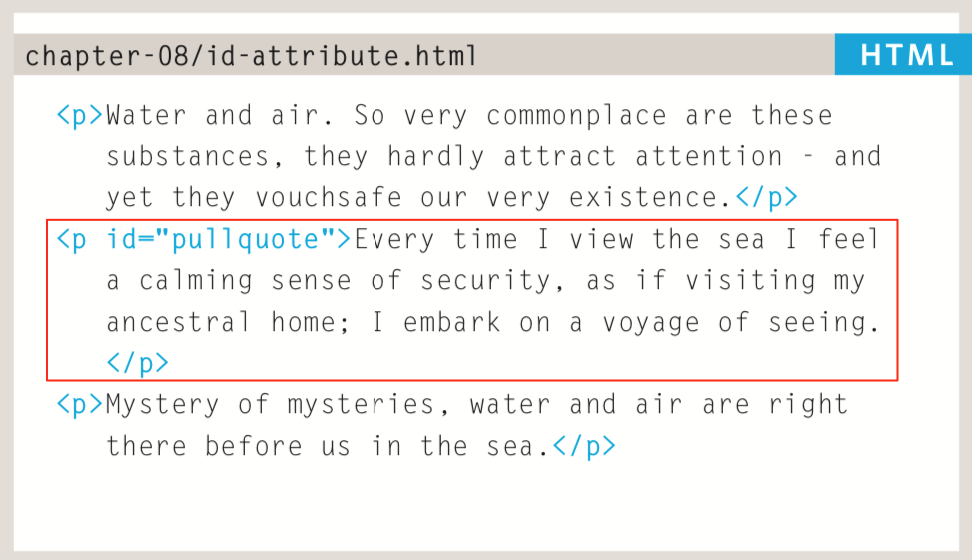 chapter-08/id-attribute.html HTML
<p>Water and air. So very commonplace are these
substances, they hardly attract attention - and
yet they vouchsafe our very existence.</p>
<p id="pullquote">Every time I view the sea I feel
a calming sense of security, as if visiting my
ancestral home; I embark on a voyage of seeing.
</p>
<p>Mystery of mysteries, water and air are right
there before us in the sea.</p>